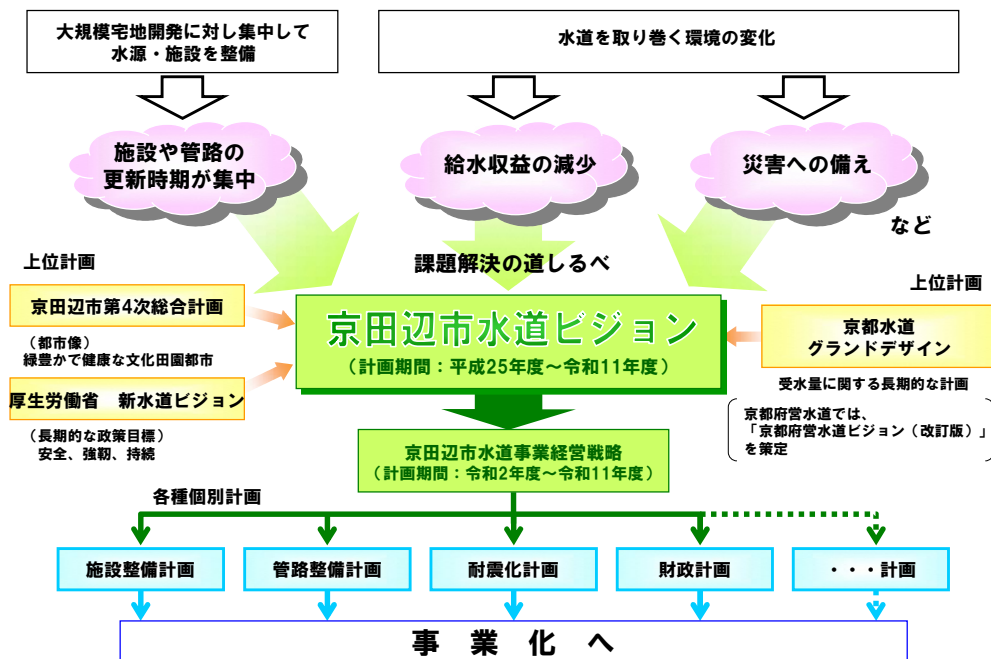 大規模宅地開発に対し集中して
水源・施設を整備
水道を取り巻く環境の変化
施設や管路の
更新時期が集中
給水収益の減少
災害への備え
など
課題解決の道しるべ
上位計画
京田辺市第4次総合計画
（都市像）
緑豊かで健康な文化田園都市
厚生労働省　新水道ビジョン
（長期的な政策目標）
安全、強靭、持続
京田辺市水道ビジョン
（計画期間：平成25年度～令和11年度）
上位計画
京都水道
グランドデザイン
受水量に関する長期的な計画
京都府営水道では、
「京都府営水道ビジョン（改訂版）」
を策定
京田辺市水道事業経営戦略
（計画期間：令和2年度～令和11年度）
各種個別計画
施設整備計画
管路整備計画
耐震化計画
財政計画
・・・計画
事　業　化　へ